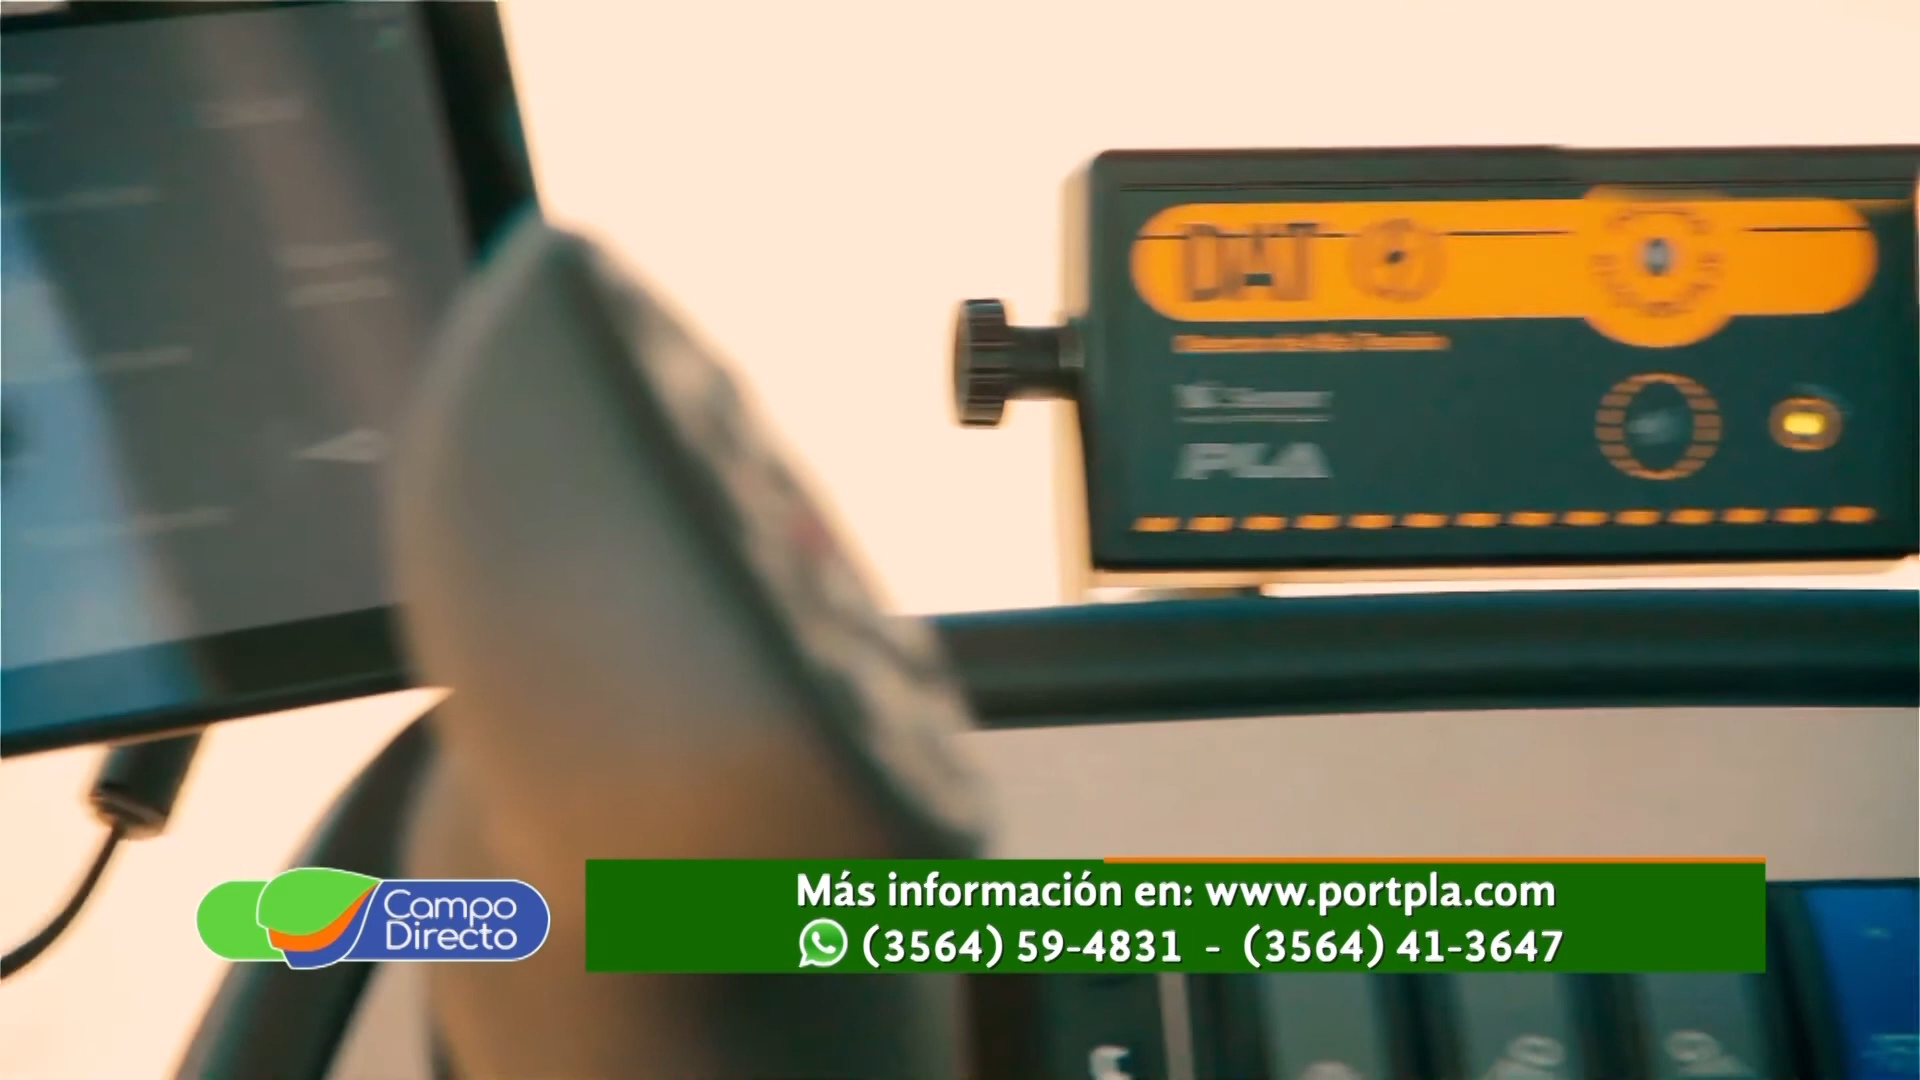 DAT
PLA
Campo
Directo
Más información en: www.portpla.com
(3564) 59-4831 - (3564) 41-3647